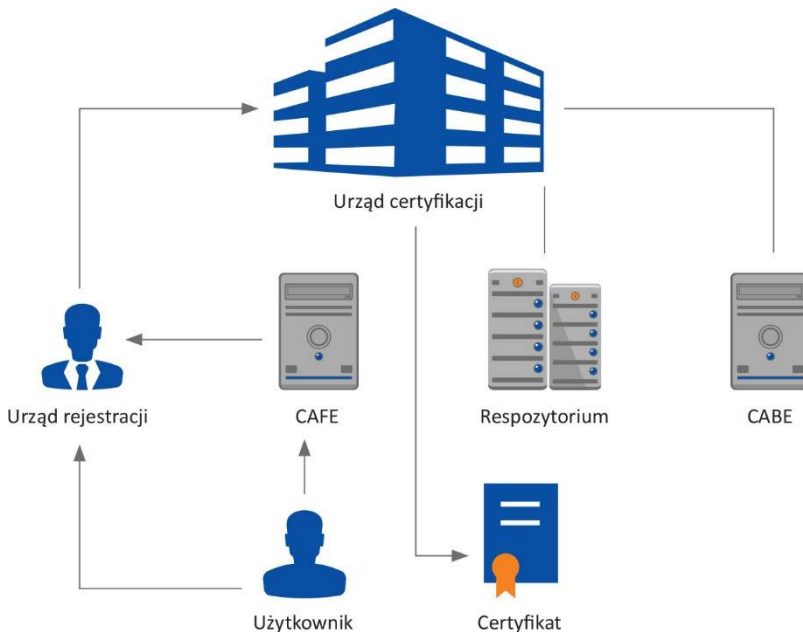 Urząd certyfikacji
Urząd rejestracji
CAFE
Respozytorium
CABE
Użytkownik
Certyfikat